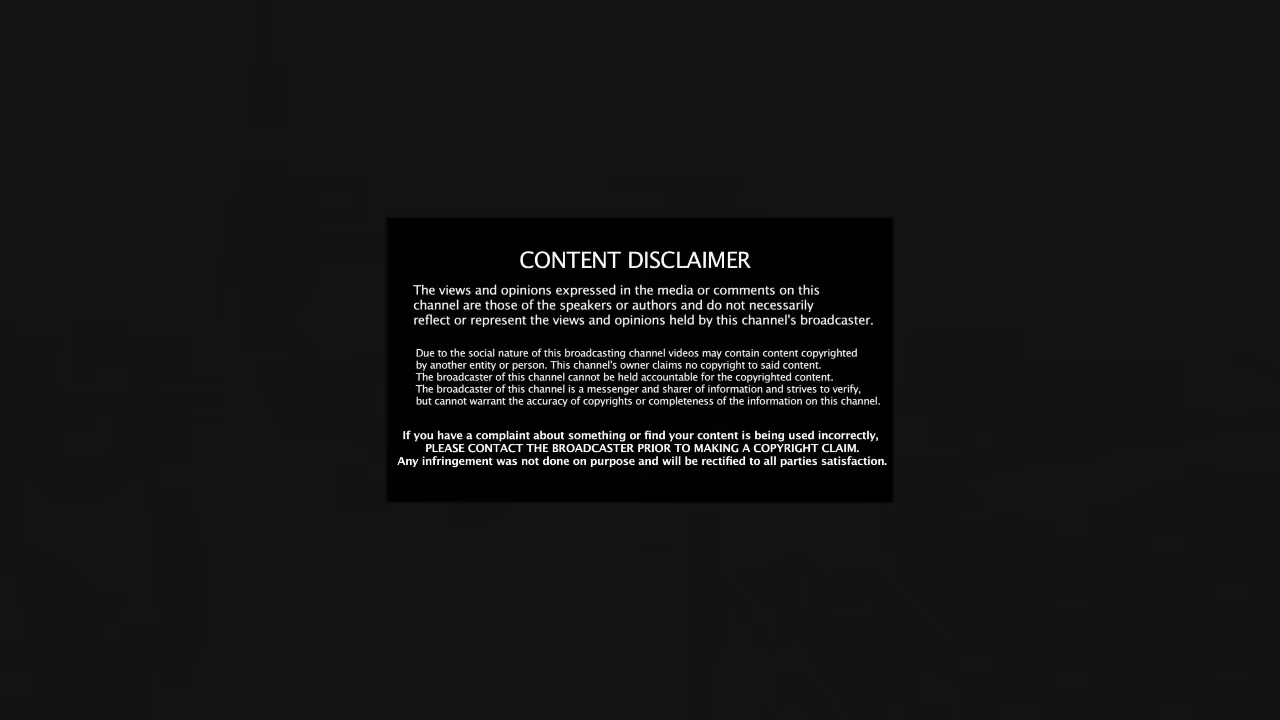 CONTENT DISCLAIMER
The views and opinions expressed in the media or comments on this
channel are those of the speakers or authors and do not necessarily
reflect or represent the views and opinions held by this channel's broadcaster.
Due to the social nature of this broadcasting channel videos may contain content copyrighted
by another entity or person. This channel's owner claims no copyright to said content.
The broadcaster of this channel cannot be held accountable for the copyrighted content.
The broadcaster of this channel is a messenger and sharer of information and strives to verify,
but cannot warrant the accuracy of copyrights or completeness of the information on this channel.
If you have a complaint about something or find your content is being used incorrectly,
PLEASE CONTACT THE BROADCASTER PRIOR TO MAKING A COPYRIGHT CLAIM.
Any infringement was not done on purpose and will be rectified to all parties satisfaction.